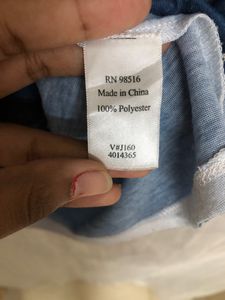 RN 98516
Made in China
100% Polyester
V#J160
4014365